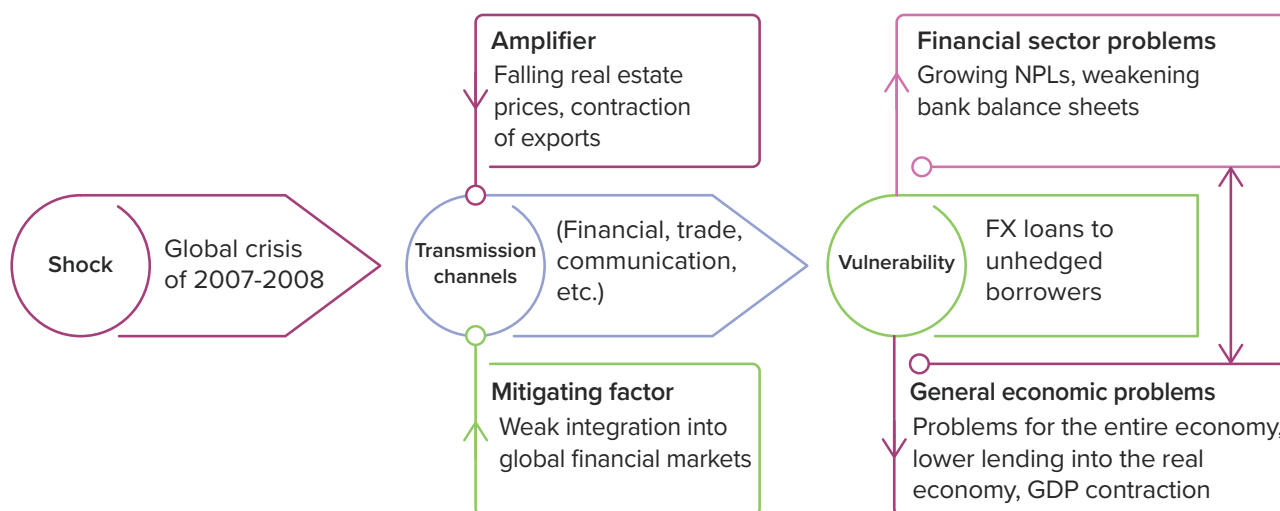 Amplifier
Falling real estate
prices, contraction
of exports
Financial sector problems
Growing NPLs, weakening
bank balance sheets
Shock
Global crisis
of 2007-2008
Transmission
channels
(Financial, trade,
communication,
etc.)
Vulnerability
FX loans to
unhedged
borrowers
Mitigating factor
Weak integration into
global financial markets
General economic problems
Problems for the entire economy,
lower lending into the real
economy, GDP contraction